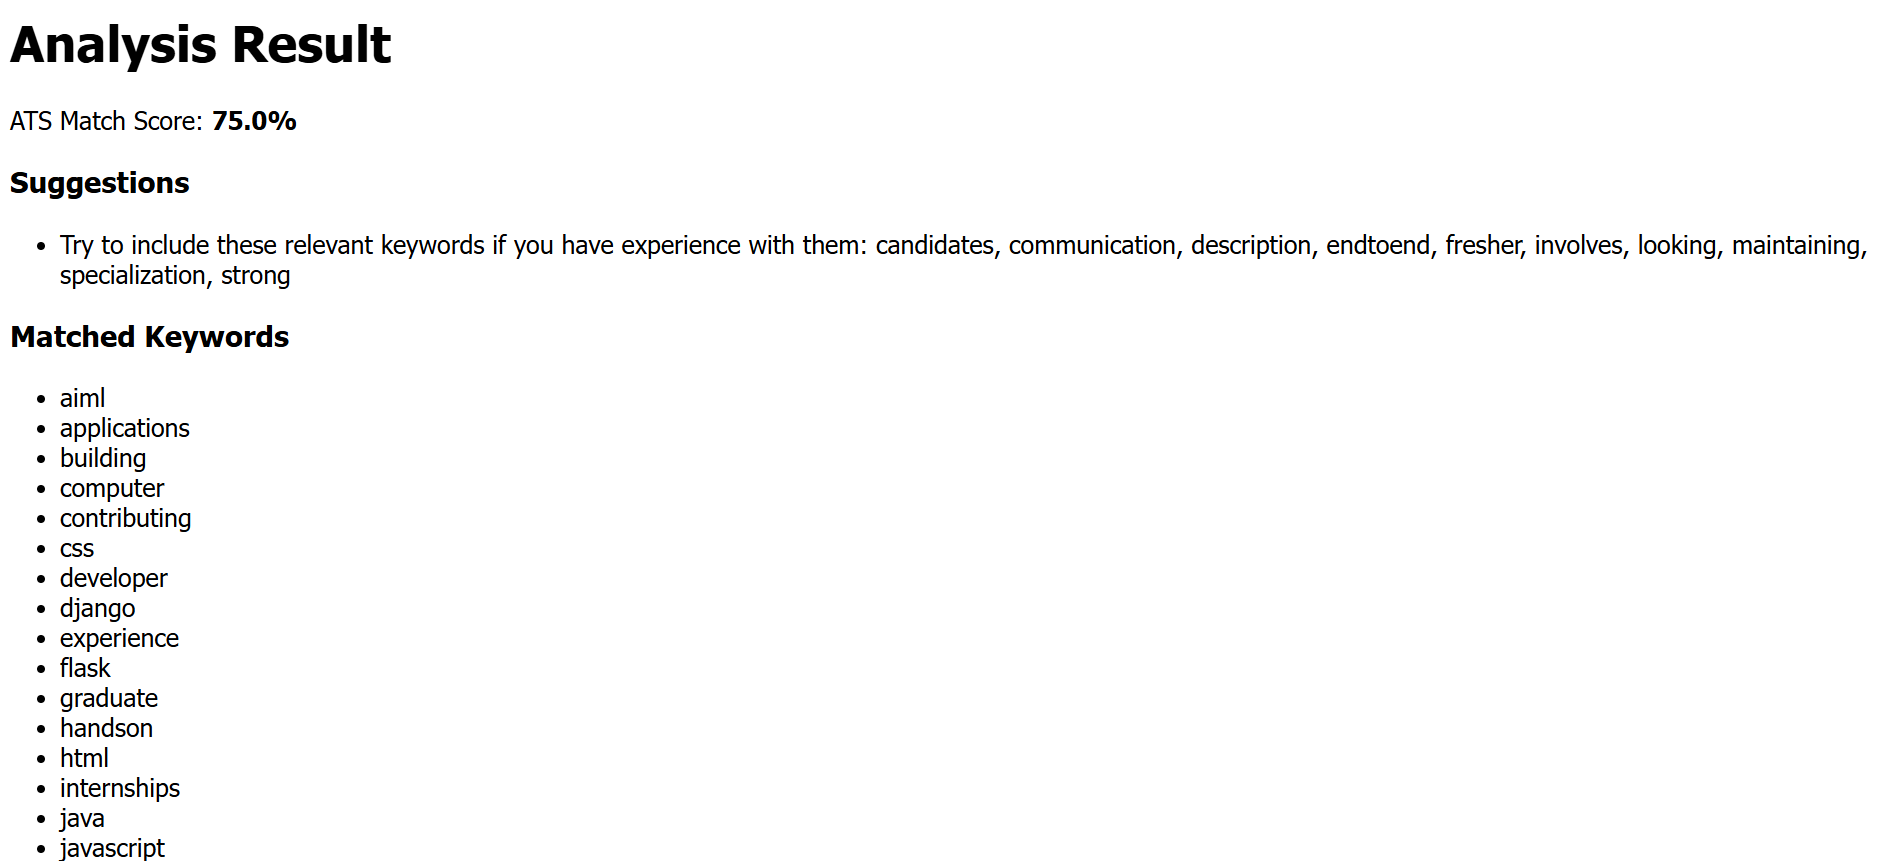 Analysis Result
ATS Match Score: 75.0%
Suggestions
• Try to include these relevant keywords if you have experience with them: candidates, communication, description, endtoend, fresher, involves, looking, maintaining,
specialization, strong
Matched Keywords
• aiml
• applications
• building
• computer
• contributing
• css
• developer
• django
• experience
• flask
• graduate
• handson
• html
• internships
• java
• javascript